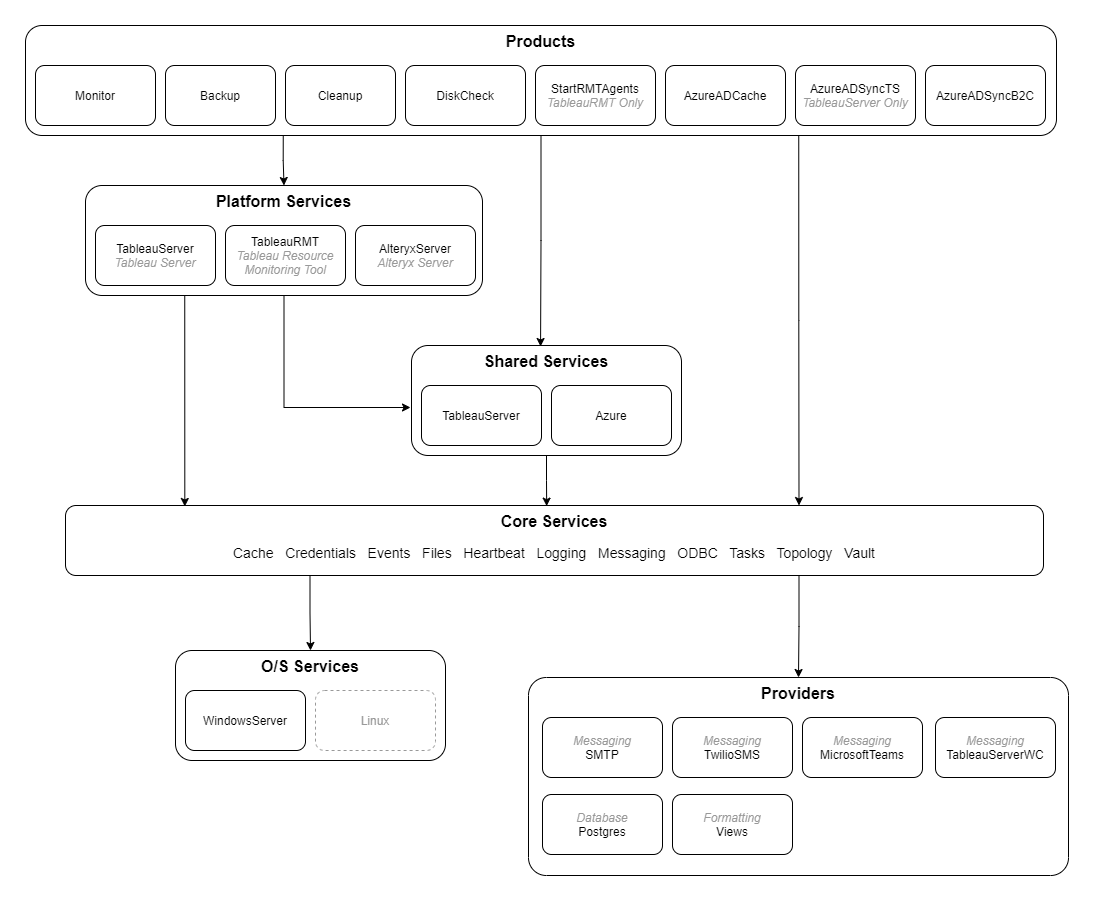 Products
Monitor
Backup
Cleanup
DiskCheck
StartRMTAgents
TableauRMT Only
AzureADCache
AzureADSyncTS
TableauServer Only
AzureADSyncB2C
Platform Services
TableauServer
Tableau Server
TableauRMT
Tableau Resource
Monitoring Tool
AlteryxServer
Alteryx Server
Shared Services
TableauServer
Azure
Core Services
Cache Credentials Events Files Heartbeat Logging Messaging ODBC Tasks Topology Vault
O/S Services
WindowsServer
Linux
Providers
Messaging
SMTP
Messaging
TwilioSMS
Messaging
MicrosoftTeams
Messaging
TableauServerWC
Database
Postgres
Formatting
Views